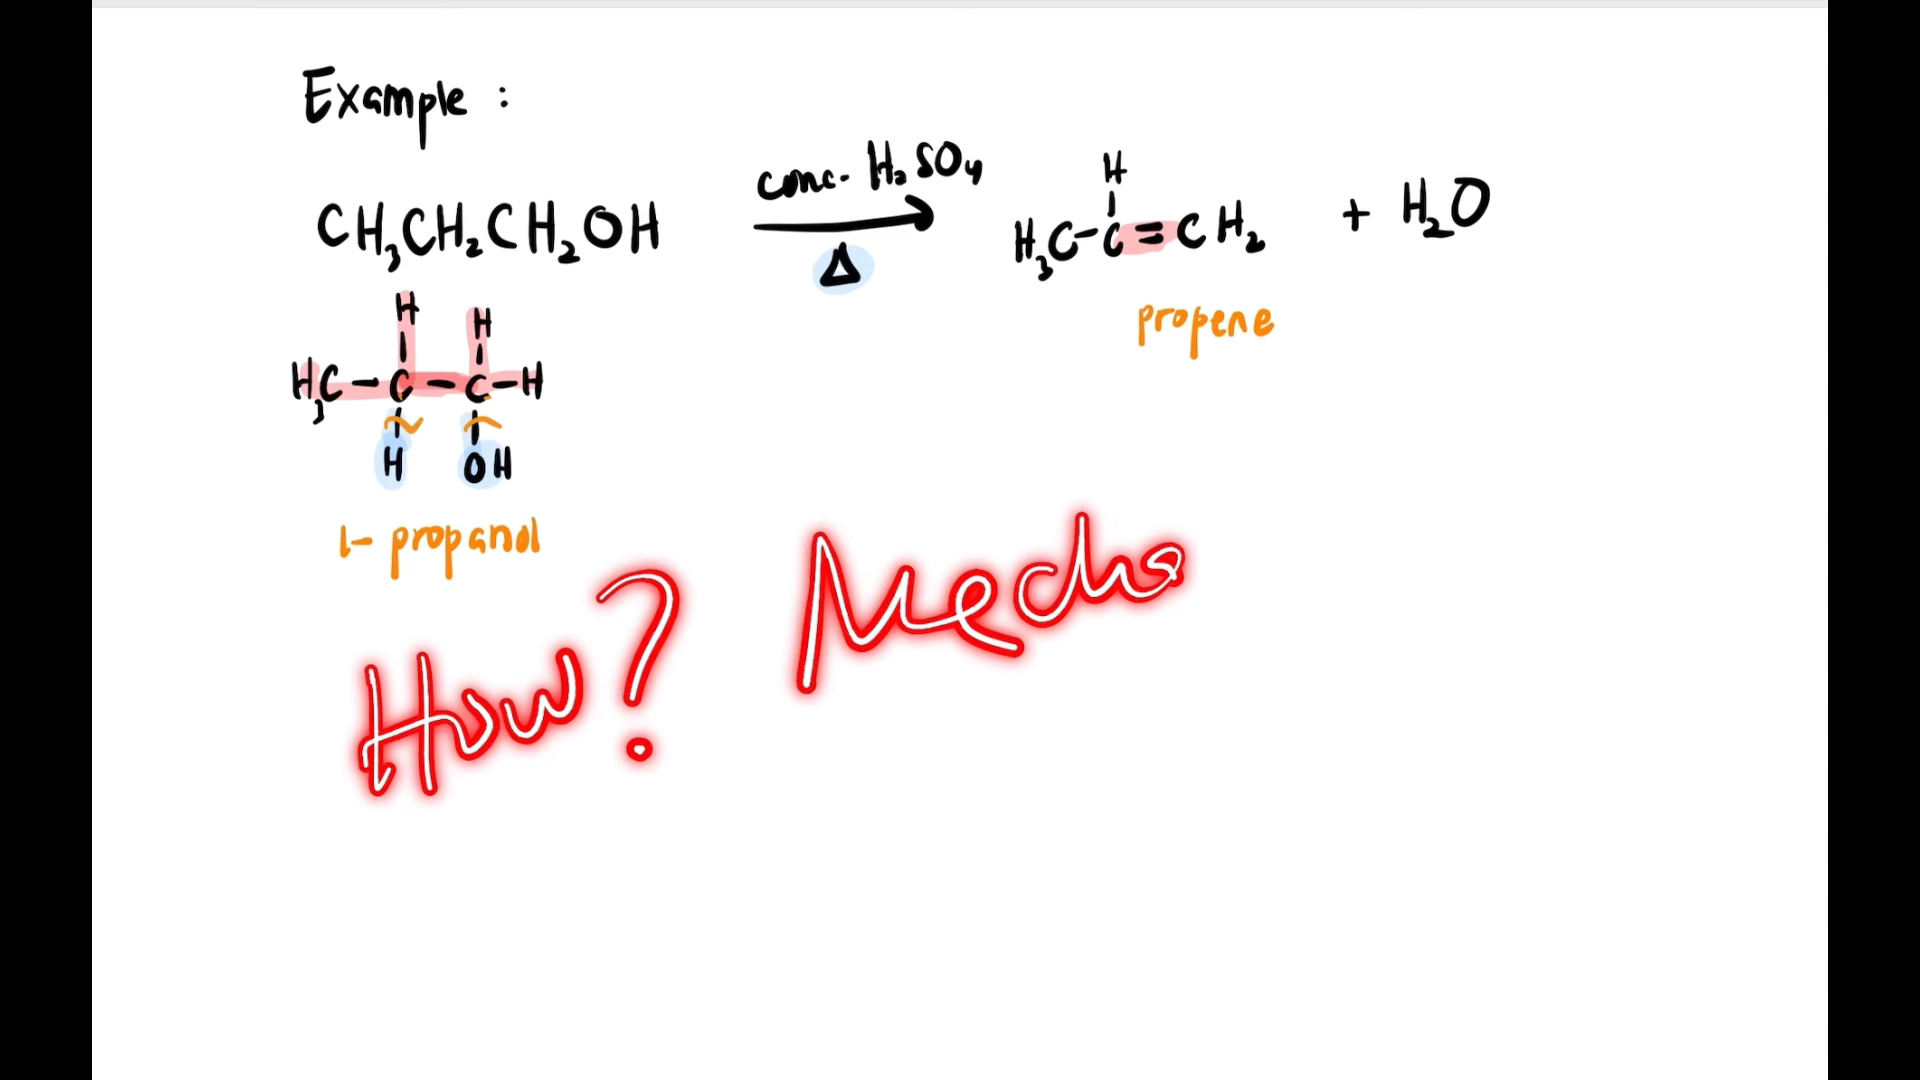 Example :
CH₃CH₂CH₂OH conc. H₂SO₄ Δ H₃C-C=CH₂ + H₂O
H
propene
H H
H₃C-C-C-H
H OH
1- propanol
How? Mecha